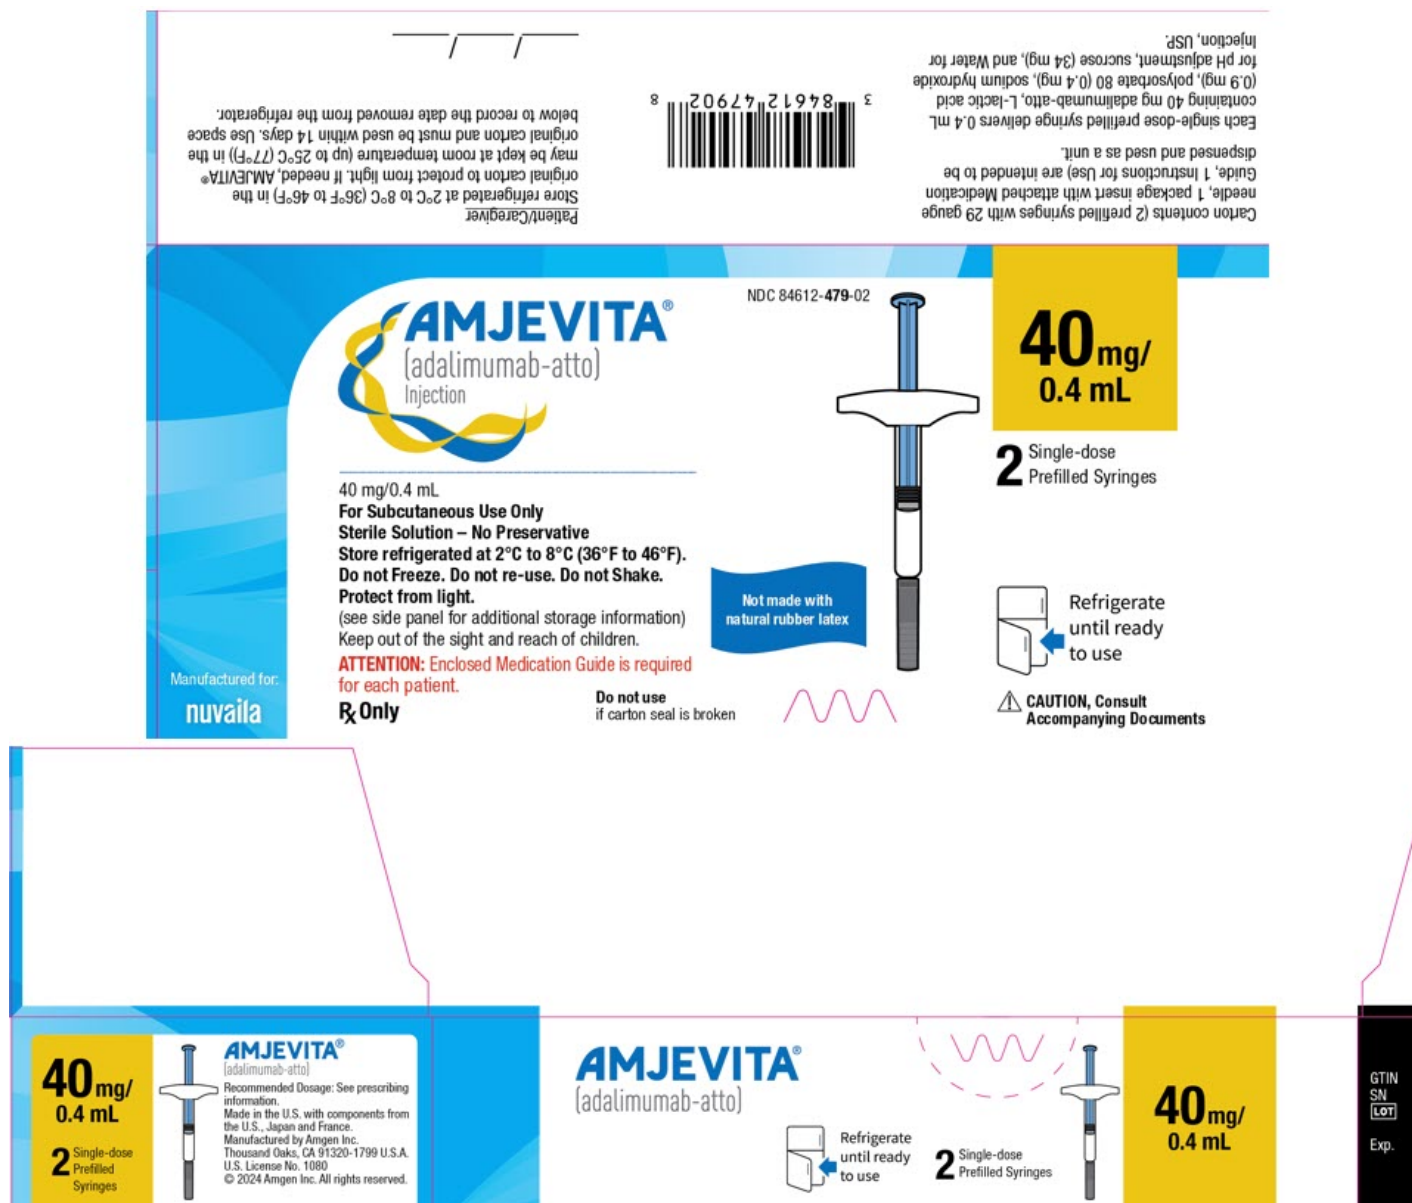 Patient/Caregiver
Store refrigerated at 2°C to 8°C (36°F to 46°F) in the
original carton to protect from light. If needed, AMJEVITA®
may be kept at room temperature (up to 25°C (77°F)) in the
original carton and must be used within 14 days. Use space
below to record the date removed from the refrigerator.
/ /
3 84612 47902 8
Carton contents (2 prefilled syringes with 29 gauge
needle, 1 package insert with attached Medication
Guide, 1 Instructions for Use) are intended to be
dispensed and used as a unit.
Each single-dose prefilled syringe delivers 0.4 mL
containing 40 mg adalimumab-atto, L-lactic acid
(0.9 mg), polysorbate 80 (0.4 mg), sodium hydroxide
for pH adjustment, sucrose (34 mg), and Water for
Injection, USP.
NDC 84612-479-02
AMJEVITA®
(adalimumab-atto)
Injection
40 mg/
0.4 mL
2 Single-dose
Prefilled Syringes
40 mg/0.4 mL
For Subcutaneous Use Only
Sterile Solution – No Preservative
Store refrigerated at 2°C to 8°C (36°F to 46°F).
Do not Freeze. Do not re-use. Do not Shake.
Protect from light.
(see side panel for additional storage information)
Keep out of the sight and reach of children.
ATTENTION: Enclosed Medication Guide is required
for each patient.
℞ Only
Not made with
natural rubber latex
Do not use
if carton seal is broken
Refrigerate
until ready
to use
CAUTION, Consult
Accompanying Documents
Manufactured for:
nuvaila
40 mg/
0.4 mL
2 Single-dose
Prefilled
Syringes
AMJEVITA®
(adalimumab-atto)
Recommended Dosage: See prescribing
information.
Made in the U.S. with components from
the U.S., Japan and France.
Manufactured by Amgen Inc.
Thousand Oaks, CA 91320-1799 U.S.A.
U.S. License No. 1080
© 2024 Amgen Inc. All rights reserved.
AMJEVITA®
(adalimumab-atto)
Refrigerate
until ready
to use
2 Single-dose
Prefilled Syringes
40 mg/
0.4 mL
GTIN
SN
LOT
Exp.